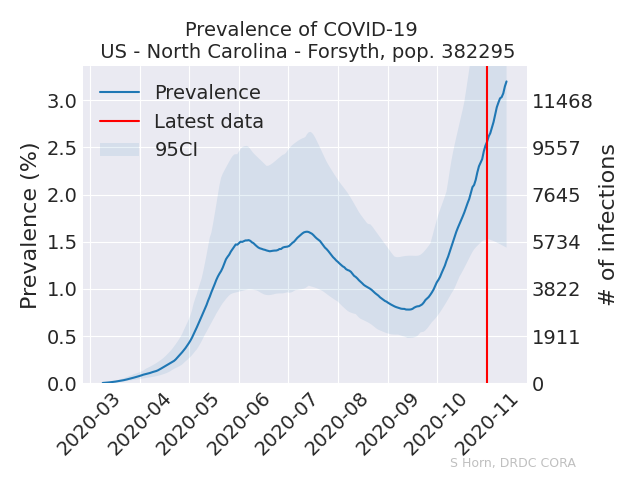 Prevalence of COVID-19
US - North Carolina - Forsyth, pop. 382295
Prevalence
Latest data
95CI
Prevalence (%)
3.0
2.5
2.0
1.5
1.0
0.5
0.0
11468
9557
7645
5734
3822
1911
0
# of infections
2020-03
2020-04
2020-05
2020-06
2020-07
2020-08
2020-09
2020-10
2020-11
S Horn, DRDC CORA